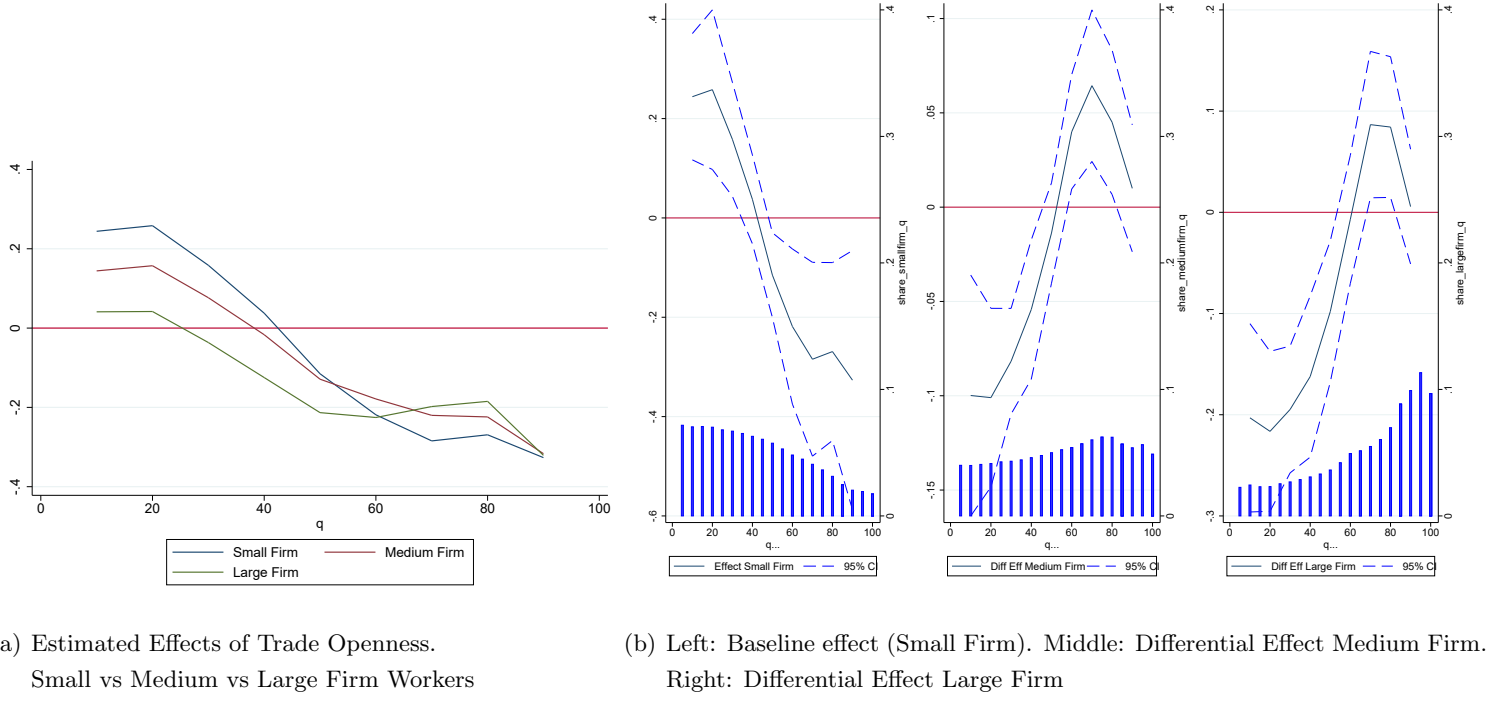 .4
.2
0
-.2
-.4
0 20 40 60 80 100
q
Small Firm Medium Firm
Large Firm
.4
.2
0
-.2
-.4
-.6
.4
.3
.2
.1
0
share_smallfirm_q
0 20 40 60 80 100
q...
Effect Small Firm 95% CI
.1
.05
0
-.05
-.1
-.15
.4
.3
.2
.1
0
share_mediumfirm_q
0 20 40 60 80 100
q...
Diff Eff Medium Firm 95% CI
.2
.1
0
-.1
-.2
-.3
.4
.3
.2
.1
0
share_largefirm_q
0 20 40 60 80 100
q...
Diff Eff Large Firm 95% CI
a) Estimated Effects of Trade Openness.
Small vs Medium vs Large Firm Workers
(b) Left: Baseline effect (Small Firm). Middle: Differential Effect Medium Firm.
Right: Differential Effect Large Firm